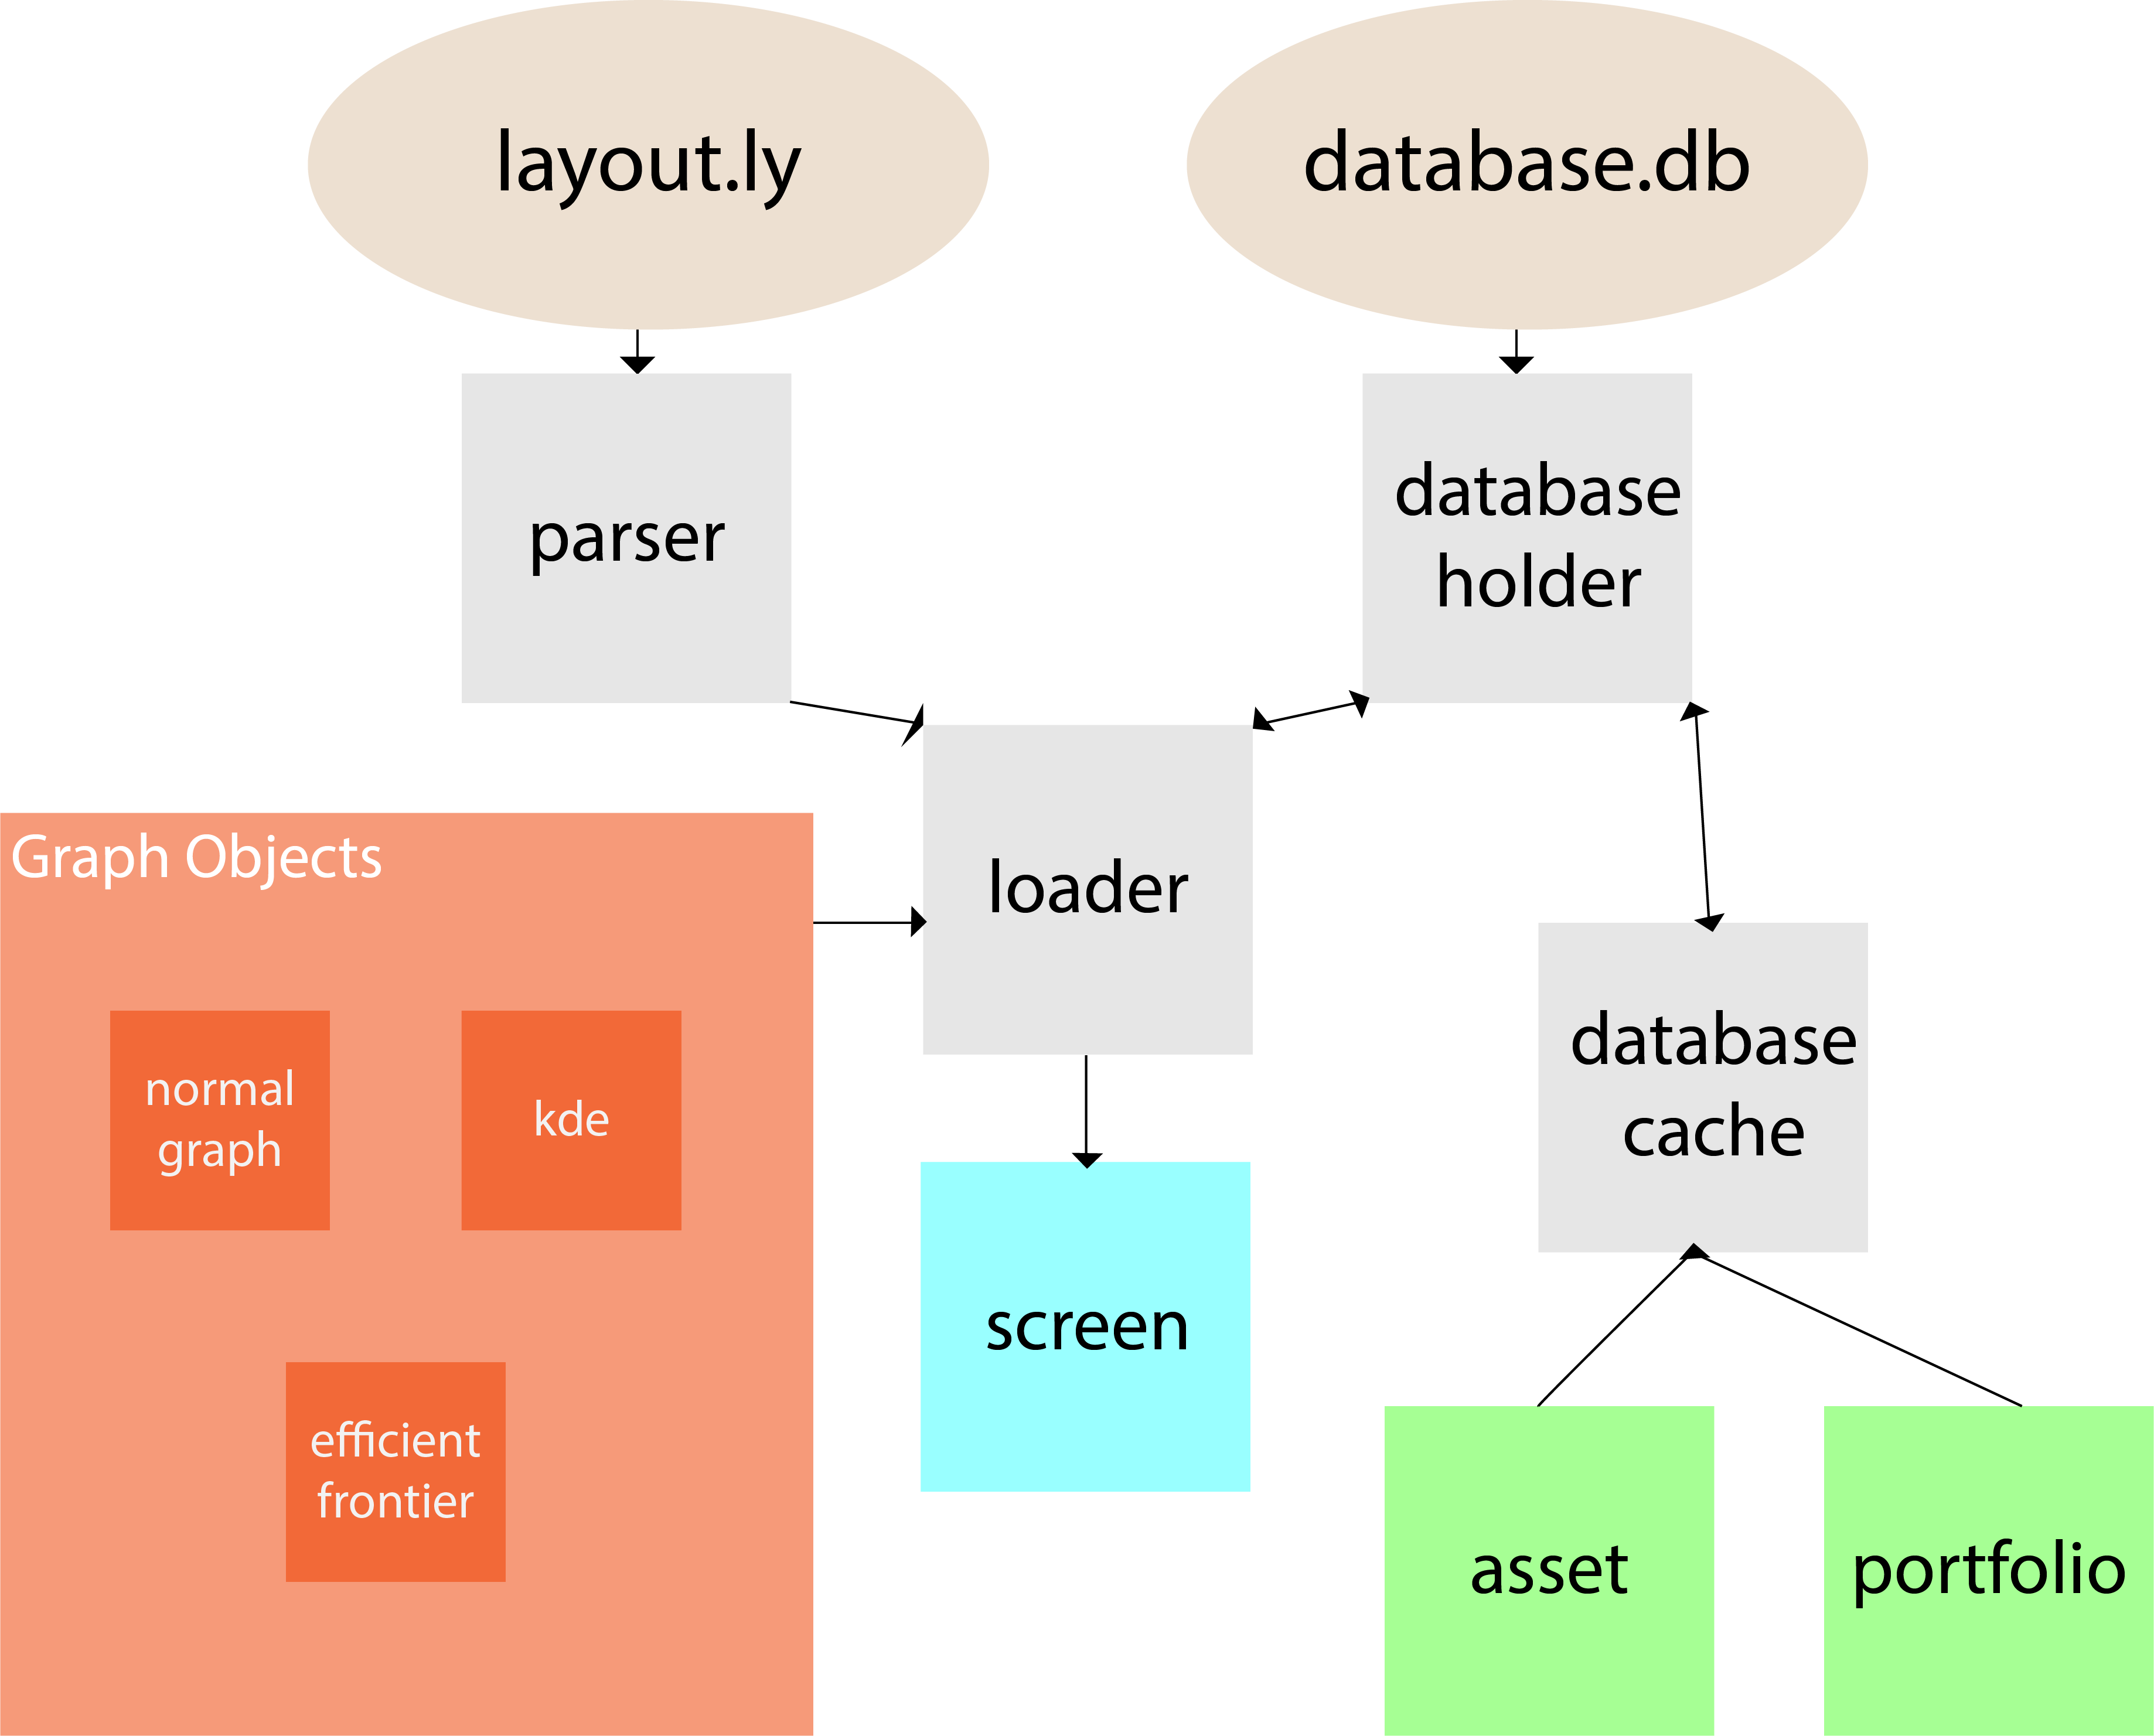 layout.ly
database.db
parser
database
holder
loader
Graph Objects
normal
graph
kde
efficient
frontier
screen
database
cache
asset
portfolio